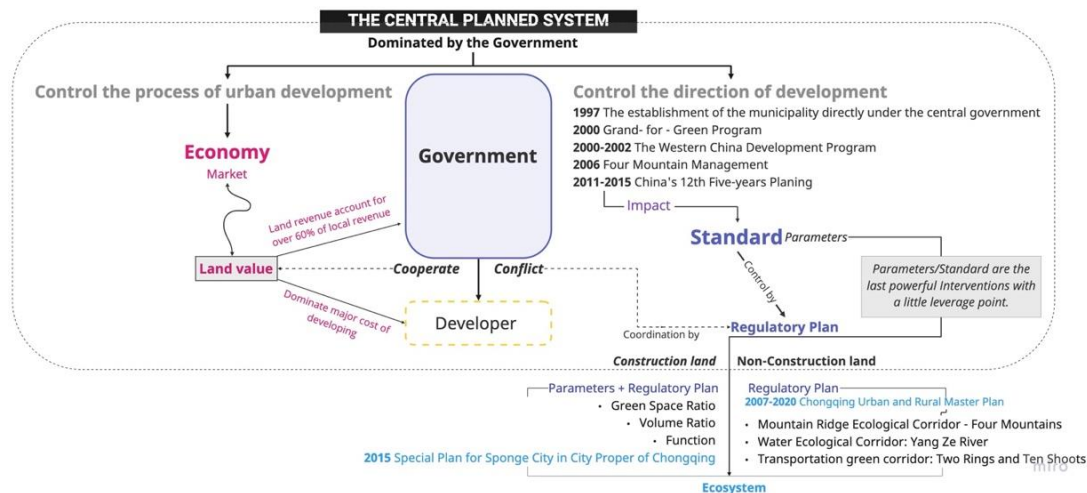 THE CENTRAL PLANNED SYSTEM
Dominated by the Government
Control the process of urban development
Economy
Market
Land revenue account for
over 60% of local revenue
Land value
Dominate major cost of
developing
Government
Cooperate
Conflict
Developer
Control the direction of development
1997 The establishment of the municipality directly under the central government
2000 Grand- for - Green Program
2000-2002 The Western China Development Program
2006 Four Mountain Management
2011-2015 China's 12th Five-years Planing
Impact
Standard Parameters
Control by
Parameters/Standard are the
last powerful Interventions with
a little leverage point.
Coordination by
Regulatory Plan
Construction land
Non-Construction land
Parameters + Regulatory Plan
• Green Space Ratio
• Volume Ratio
• Function
2015 Special Plan for Sponge City in City Proper of Chongqing
Regulatory Plan
2007-2020 Chongqing Urban and Rural Master Plan
• Mountain Ridge Ecological Corridor - Four Mountains
• Water Ecological Corridor: Yang Ze River
• Transportation green corridor: Two Rings and Ten Shoots
miro
Ecosystem